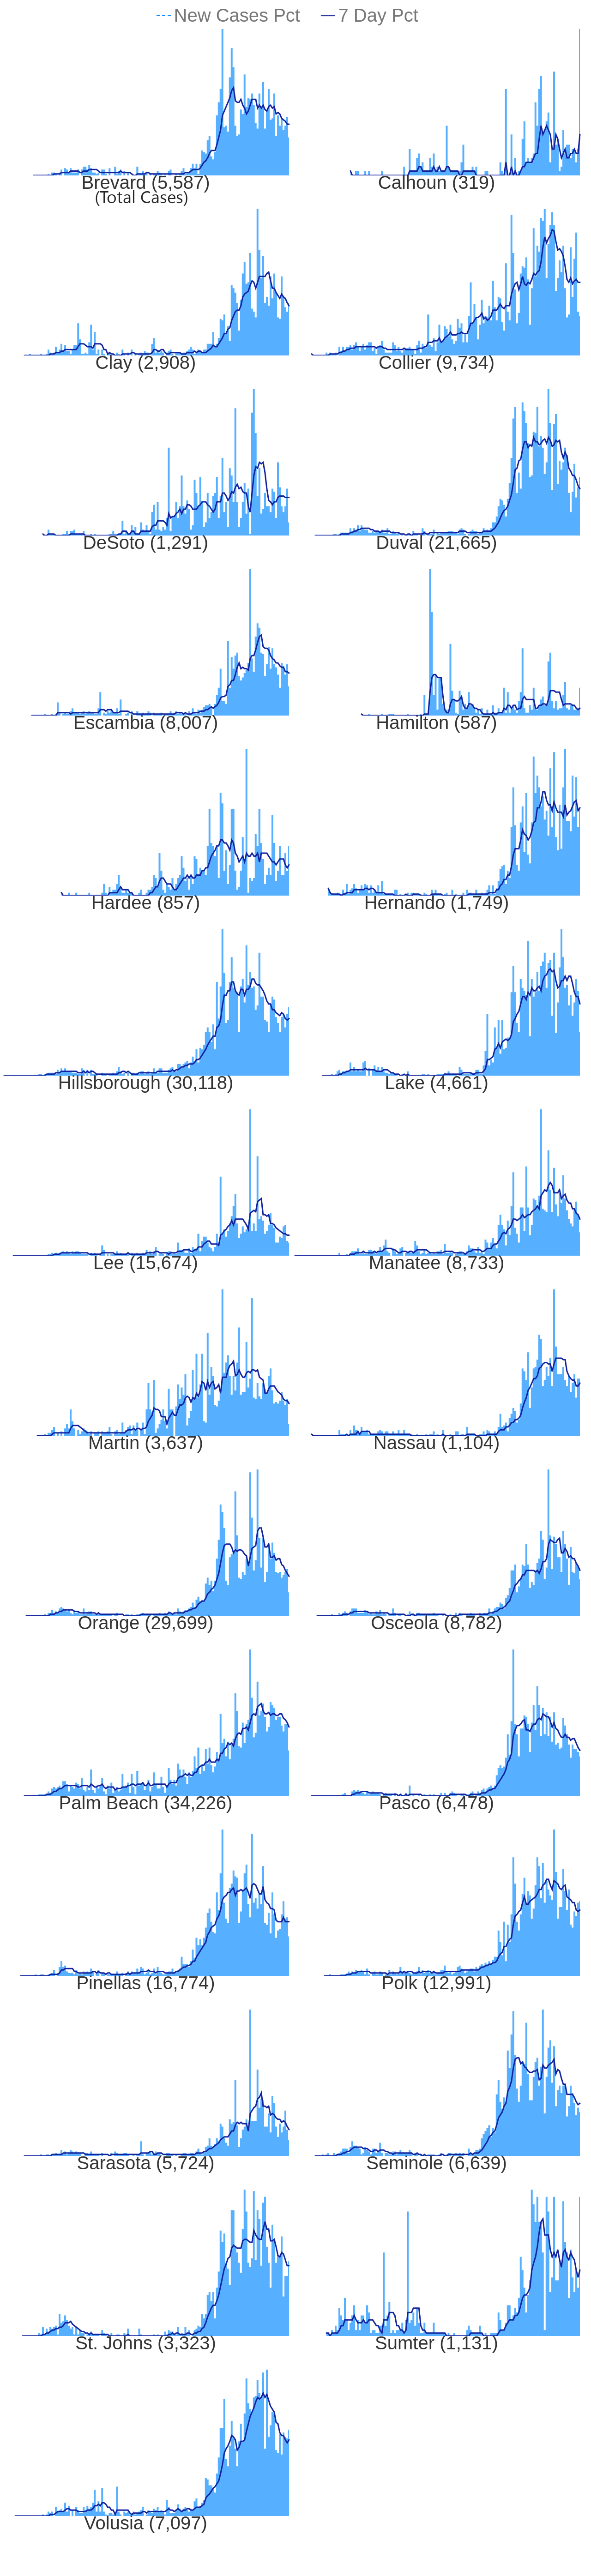 New Cases Pct 7 Day Pct
Brevard (5,587) Calhoun (319)
(Total Cases)
Clay (2,908) Collier (9,734)
DeSoto (1,291) Duval (21,665)
Escambia (8,007) Hamilton (587)
Hardee (857) Hernando (1,749)
Hillsborough (30,118) Lake (4,661)
Lee (15,674) Manatee (8,733)
Martin (3,637) Nassau (1,104)
Orange (29,699) Osceola (8,782)
Palm Beach (34,226) Pasco (6,478)
Pinellas (16,774) Polk (12,991)
Sarasota (5,724) Seminole (6,639)
St. Johns (3,323) Sumter (1,131)
Volusia (7,097)